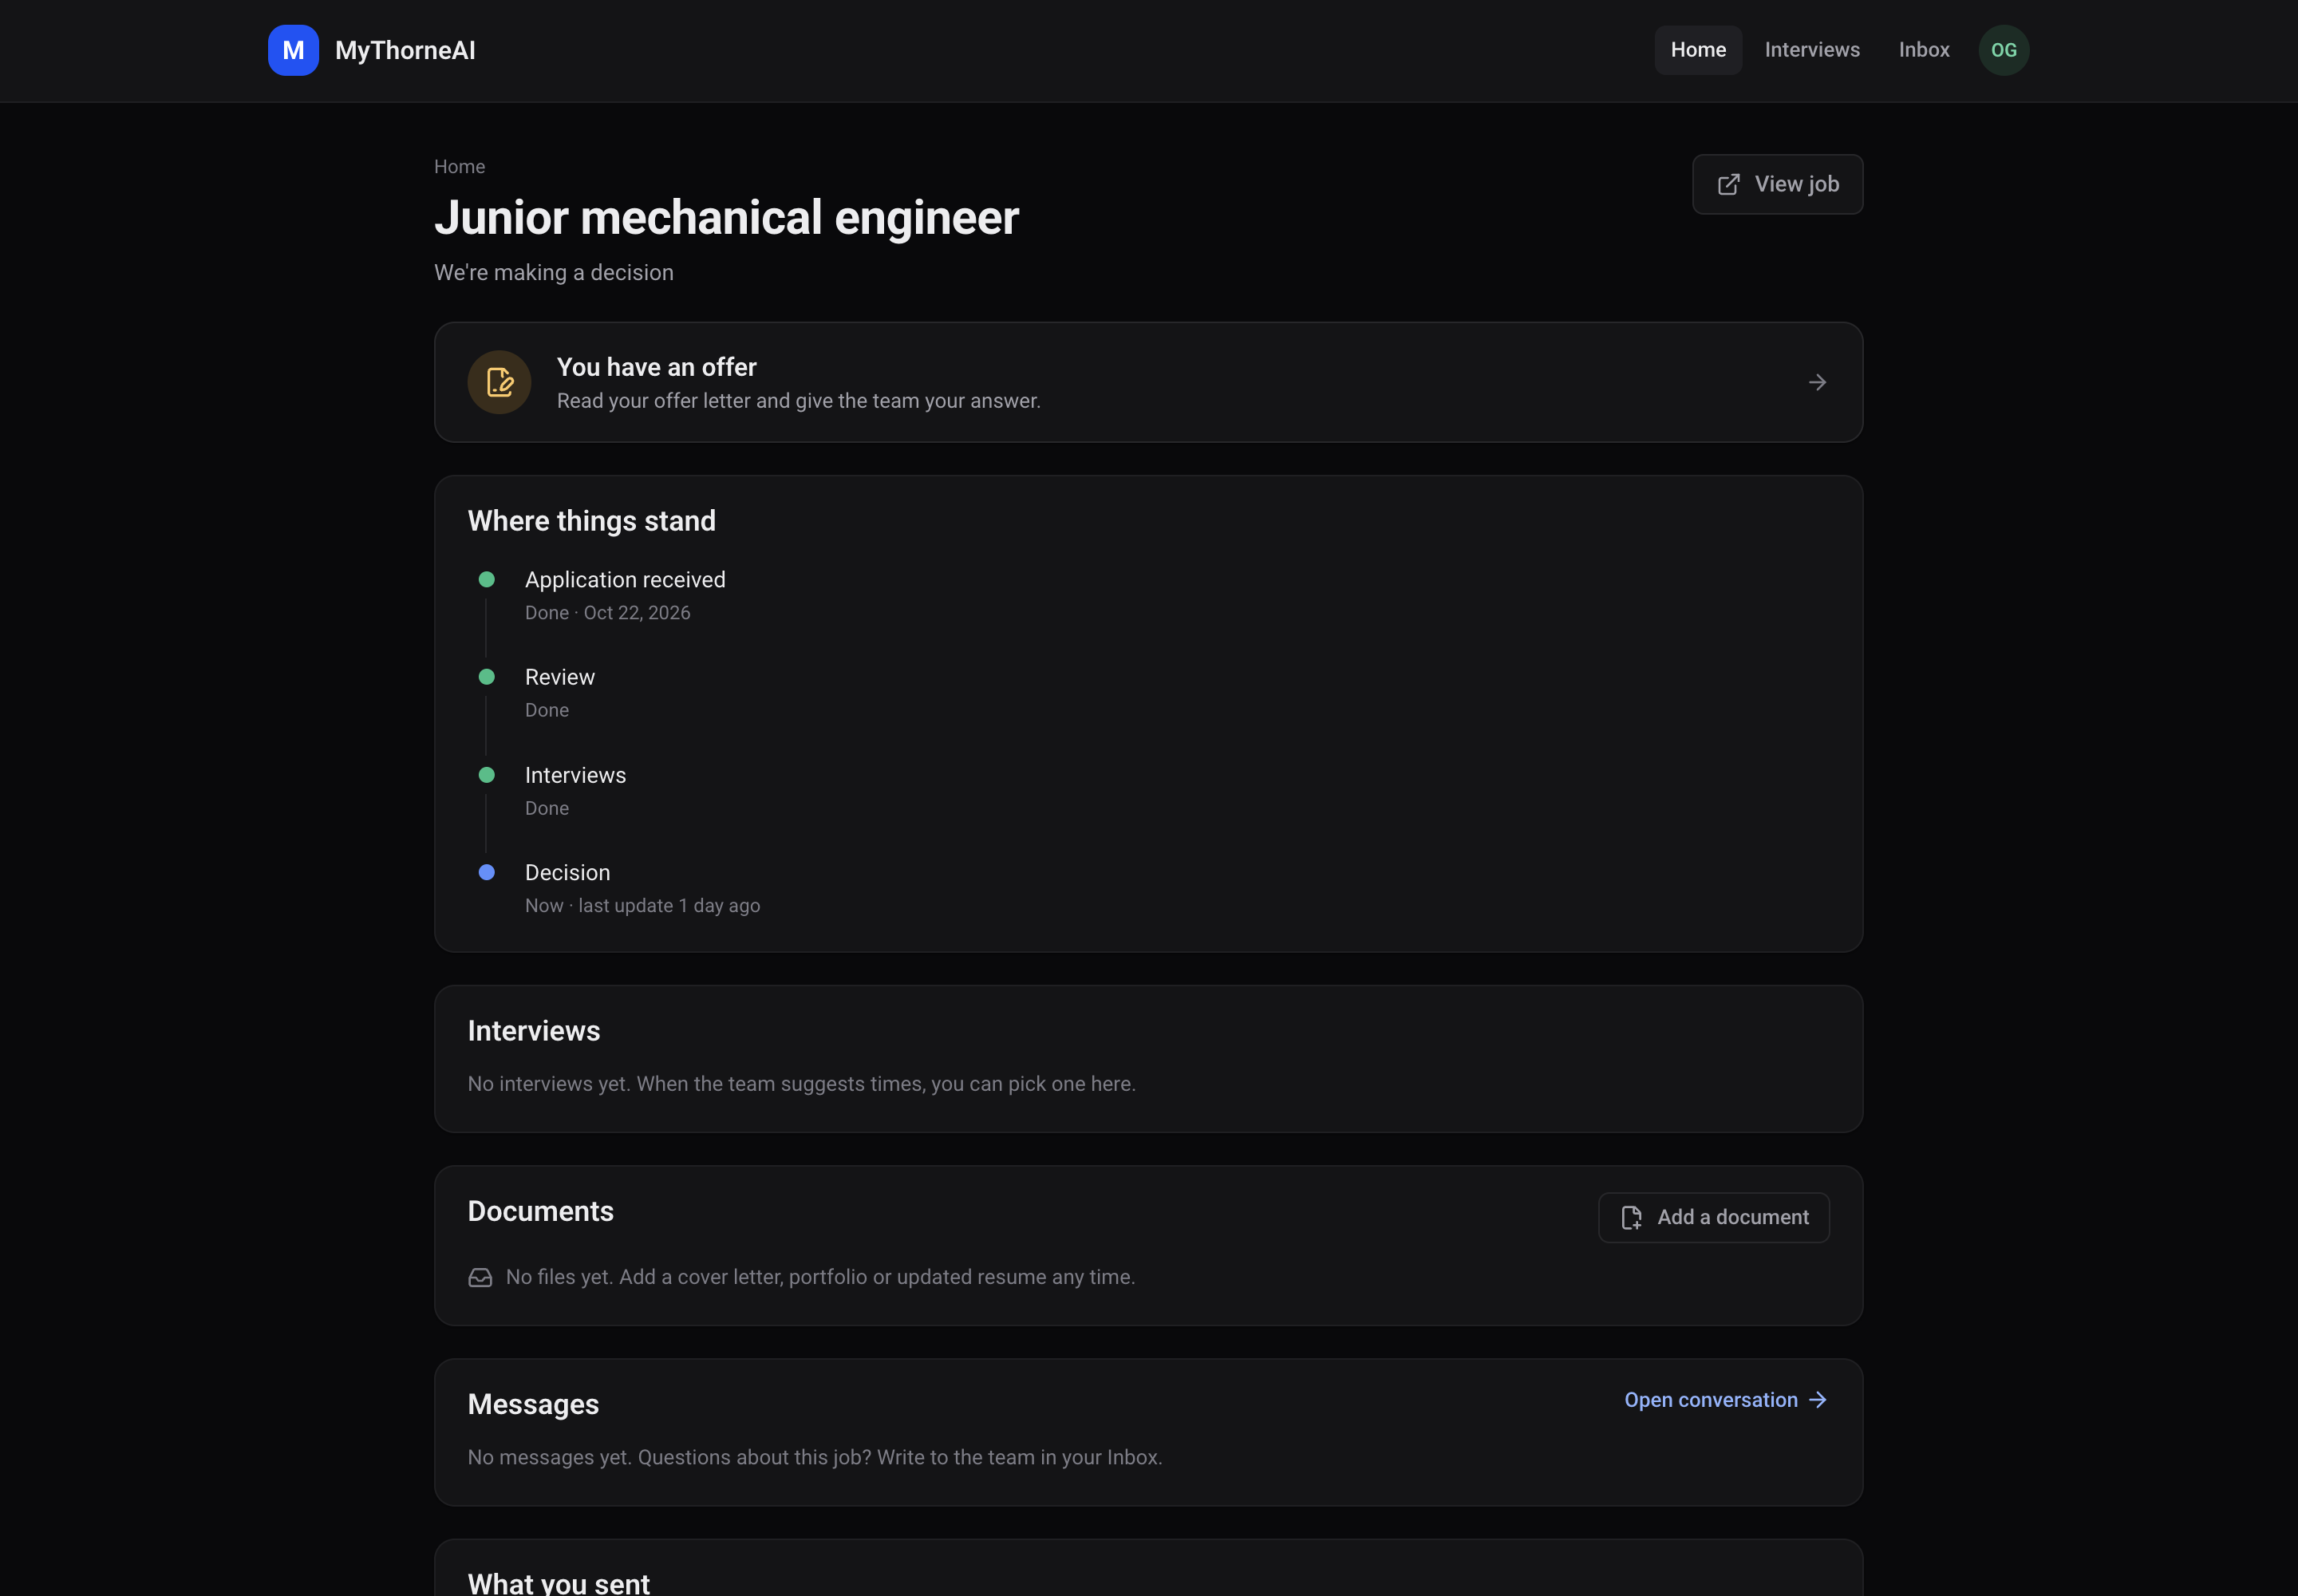 M
MyThorneAI
Home
Interviews
Inbox
OG
Home
Junior mechanical engineer
We're making a decision
View job
You have an offer
Read your offer letter and give the team your answer.
Where things stand
Application received
Done · Oct 22, 2026
Review
Done
Interviews
Done
Decision
Now · last update 1 day ago
Interviews
No interviews yet. When the team suggests times, you can pick one here.
Documents
Add a document
No files yet. Add a cover letter, portfolio or updated resume any time.
Messages
Open conversation
No messages yet. Questions about this job? Write to the team in your Inbox.
What you sent